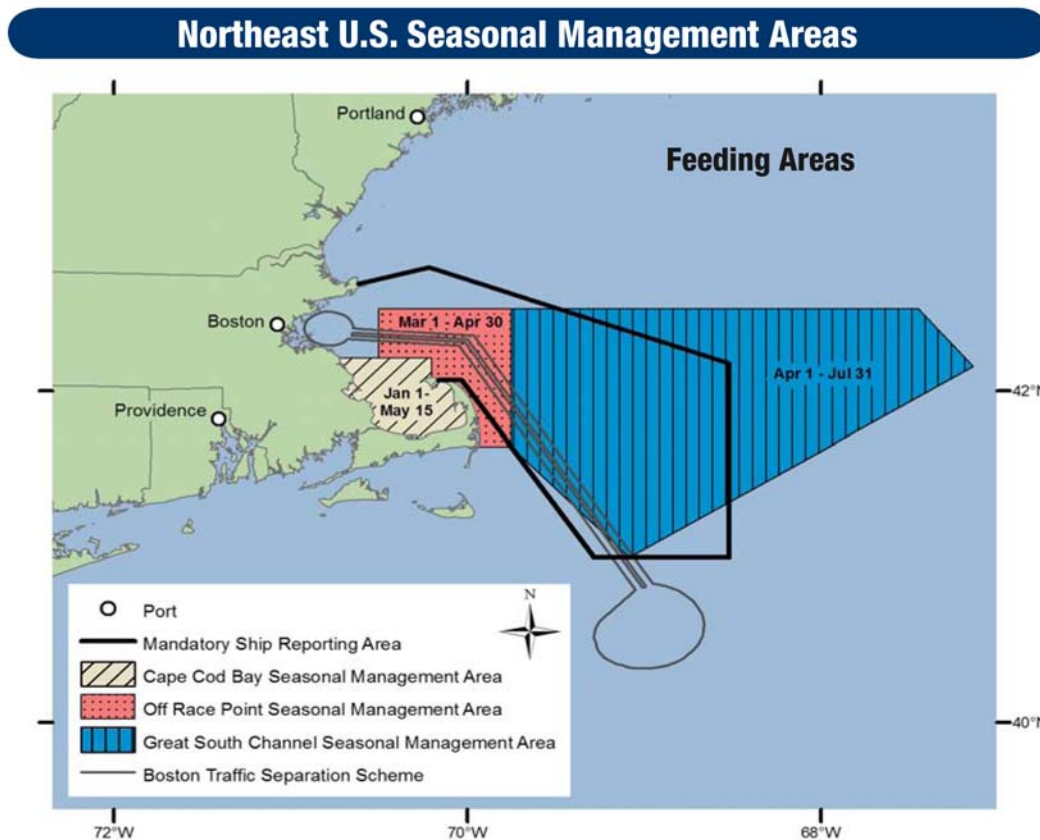 Northeast U.S. Seasonal Management Areas
Portland
Feeding Areas
Boston
Mar 1 - Apr 30
Apr 1 - Jul 31
42°N
Jan 1-
May 15
Providence
N
Port
Mandatory Ship Reporting Area
Cape Cod Bay Seasonal Management Area
Off Race Point Seasonal Management Area
Great South Channel Seasonal Management Area
Boston Traffic Separation Scheme
40°N
72°W
70°W
68°W